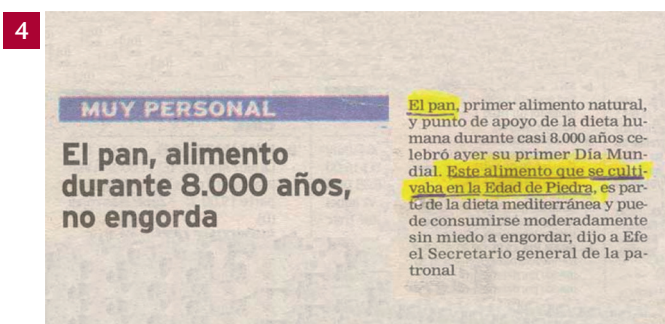 4
MUY PERSONAL
El pan, alimento
durante 8.000 años,
no engorda
El pan, primer alimento natural,
y punto de apoyo de la dieta hu-
mana durante casi 8.000 años ce-
lebró ayer su primer Día Mun-
dial. Este alimento que se culti-
vaba en la Edad de Piedra, es par-
te de la dieta mediterránea y pue-
de consumirse moderadamente
sin miedo a engordar, dijo a Efe
el Secretario general de la pa-
tronal